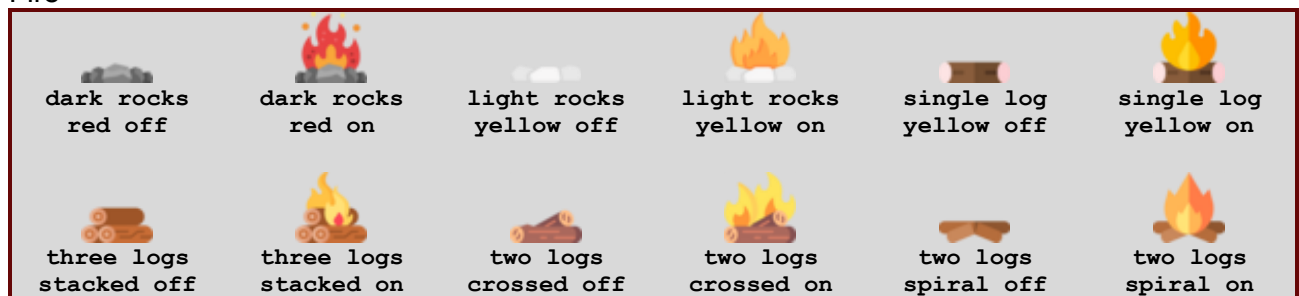 dark rocks dark rocks light rocks light rocks single log single log
red off red on yellow off yellow on yellow off yellow on
three logs three logs two logs two logs two logs two logs
stacked off stacked on crossed off crossed on spiral off spiral on